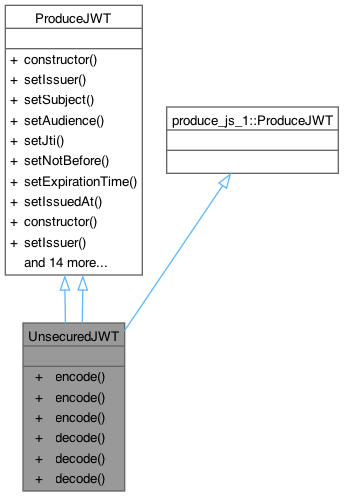 ProduceJWT
+ constructor()
+ setIssuer()
+ setSubject()
+ setAudience()
+ setJti()
+ setNotBefore()
+ setExpirationTime()
+ setIssuedAt()
+ constructor()
+ setIssuer()
and 14 more...
produce_js_1::ProduceJWT
UnsecuredJWT
+ encode()
+ encode()
+ encode()
+ decode()
+ decode()
+ decode()